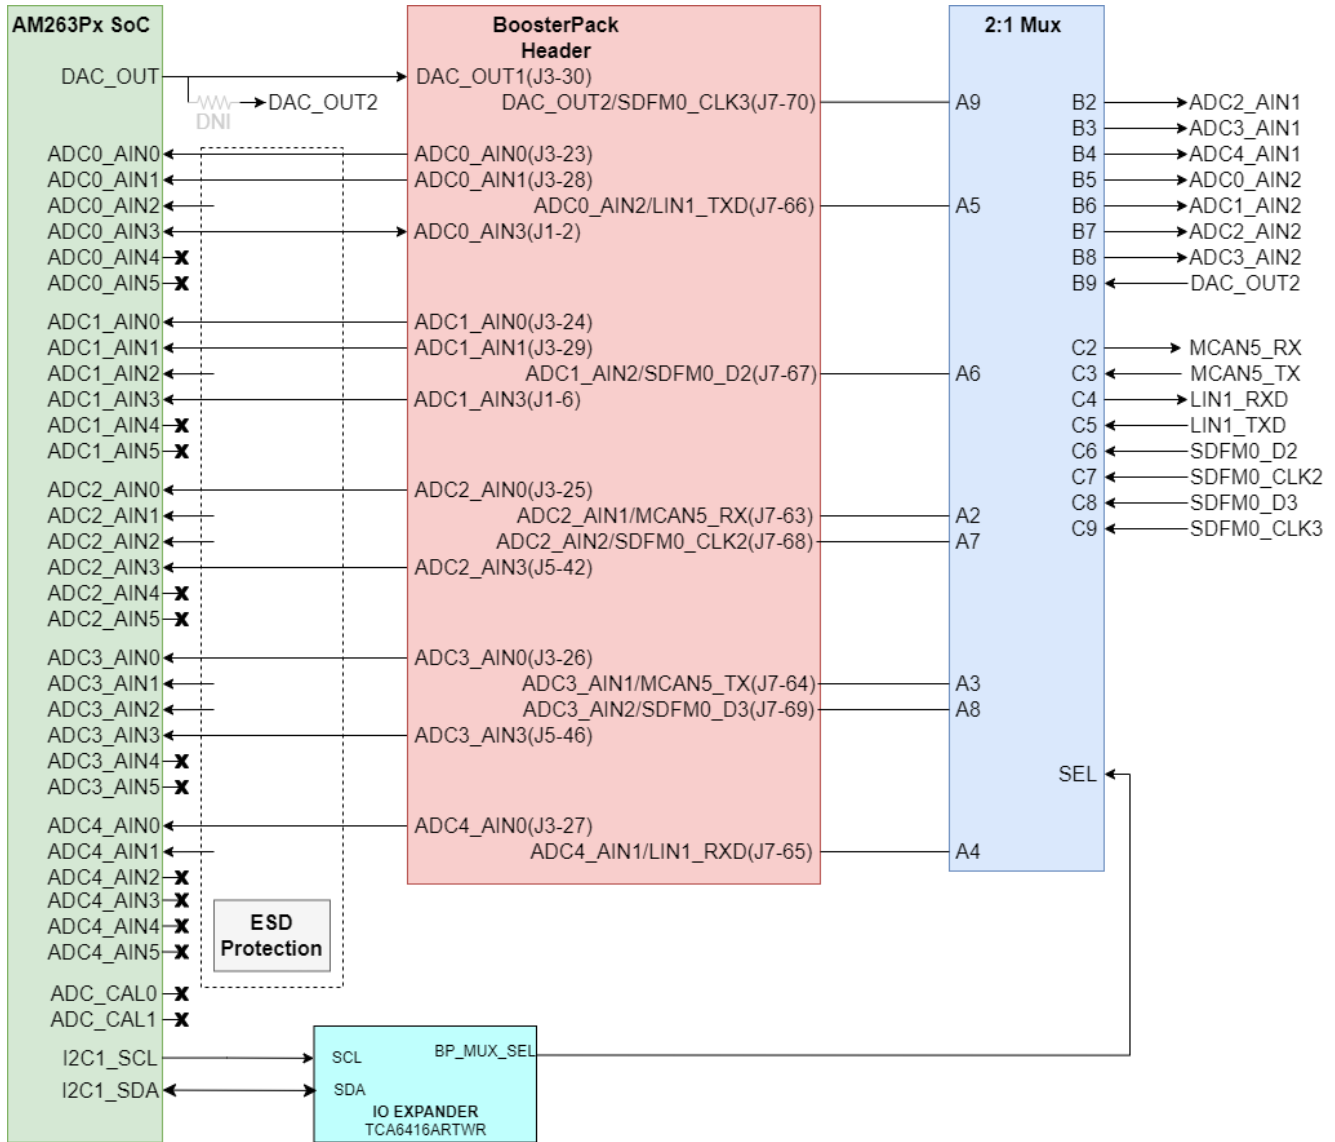 AM263Px SoC
DAC_OUT
DNI
DAC_OUT2
ADC0_AIN0
ADC0_AIN1
ADC0_AIN2
ADC0_AIN3
ADC0_AIN4
ADC0_AIN5
ADC1_AIN0
ADC1_AIN1
ADC1_AIN2
ADC1_AIN3
ADC1_AIN4
ADC1_AIN5
ADC2_AIN0
ADC2_AIN1
ADC2_AIN2
ADC2_AIN3
ADC2_AIN4
ADC2_AIN5
ADC3_AIN0
ADC3_AIN1
ADC3_AIN2
ADC3_AIN3
ADC3_AIN4
ADC3_AIN5
ADC4_AIN0
ADC4_AIN1
ADC4_AIN2
ADC4_AIN3
ADC4_AIN4
ADC4_AIN5
ADC_CAL0
ADC_CAL1
I2C1_SCL
I2C1_SDA
ESD
Protection
BoosterPack
Header
DAC_OUT1(J3-30)
DAC_OUT2/SDFM0_CLK3(J7-70)
ADC0_AIN0(J3-23)
ADC0_AIN1(J3-28)
ADC0_AIN2/LIN1_TXD(J7-66)
ADC0_AIN3(J1-2)
ADC1_AIN0(J3-24)
ADC1_AIN1(J3-29)
ADC1_AIN2/SDFM0_D2(J7-67)
ADC1_AIN3(J1-6)
ADC2_AIN0(J3-25)
ADC2_AIN1/MCAN5_RX(J7-63)
ADC2_AIN2/SDFM0_CLK2(J7-68)
ADC2_AIN3(J5-42)
ADC3_AIN0(J3-26)
ADC3_AIN1/MCAN5_TX(J7-64)
ADC3_AIN2/SDFM0_D3(J7-69)
ADC3_AIN3(J5-46)
ADC4_AIN0(J3-27)
ADC4_AIN1/LIN1_RXD(J7-65)
2:1 Mux
A9
A5
A6
A2
A7
A3
A8
A4
B2 ADC2_AIN1
B3 ADC3_AIN1
B4 ADC4_AIN1
B5 ADC0_AIN2
B6 ADC1_AIN2
B7 ADC2_AIN2
B8 ADC3_AIN2
B9 DAC_OUT2
C2 MCAN5_RX
C3 MCAN5_TX
C4 LIN1_RXD
C5 LIN1_TXD
C6 SDFM0_D2
C7 SDFM0_CLK2
C8 SDFM0_D3
C9 SDFM0_CLK3
SEL
SCL BP_MUX_SEL
SDA
IO EXPANDER
TCA6416ARTWR